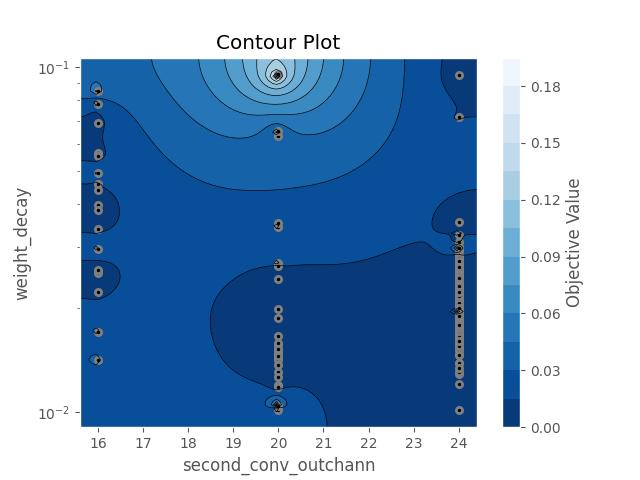 Contour Plot
10⁻¹
10⁻²
weight_decay
16 17 18 19 20 21 22 23 24
second_conv_outchann
0.18
0.15
0.12
0.09
0.06
0.03
0.00
Objective Value